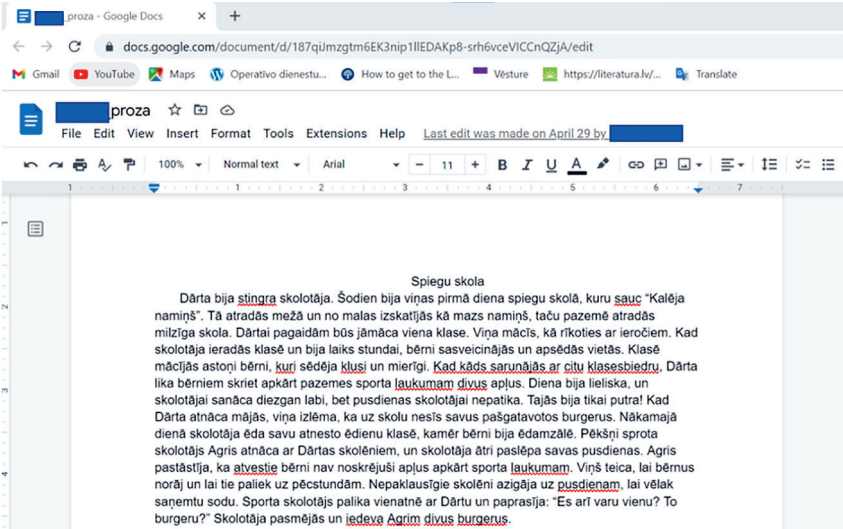 _proza - Google Docs
docs.google.com/document/d/187qiJmzgtm6EK3nip1llEDAKp8-srh6vceVlCCnQZjA/edit
Gmail YouTube Maps Operativo dienestu... How to get to the L... Vēsture https://literatura.lv/... Translate
proza
File Edit View Insert Format Tools Extensions Help Last edit was made on April 29 by
100% Normal text Arial 11 B I U A
1 1 2 3 4 5 6 7
Spiegu skola
Dārta bija stingra skolotāja. Šodien bija viņas pirmā diena spiegu skolā, kuru sauc “Kalēja
namiņš”. Tā atradās mežā un no malas izskatījās kā mazs namiņš, taču pazemē atradās
milzīga skola. Dārtai pagaidām būs jāmāca viena klase. Viņa mācīs, kā rīkoties ar ieročiem. Kad
skolotāja ieradās klasē un bija laiks stundai, bērni sasveicinājās un apsēdās vietās. Klasē
mācījās astoņi bērni, kuri sēdēja klusi un mierīgi. Kad kāds sarunājās ar citu klasesbiedru, Dārta
lika bērniem skriet apkārt pazemes sporta laukumam divus apļus. Diena bija lieliska, un
skolotājai sanāca diezgan labi, bet pusdienas skolotājai nepatika. Tajās bija tikai putra! Kad
Dārta atnāca mājās, viņa izlēma, ka uz skolu nesīs savus pašgatavotos burgerus. Nākamajā
dienā skolotāja ēda savu atnesto ēdienu klasē, kamēr bērni bija ēdamzālē. Pēkšņi sprota
skolotājs Agris atnāca ar Dārtas skolēniem, un skolotāja ātri paslēpa savas pusdienas. Agris
pastāstīja, ka atvestie bērni nav noskrējuši apļus apkārt sporta laukumam. Viņš teica, lai bērnus
norāj un lai tie paliek uz pēcstundām. Nepaklausīgie skolēni aizgāja uz pusdienam, lai vēlak
saņemtu sodu. Sporta skolotājs palika vienatnē ar Dārtu un paprasīja: “Es arī varu vienu? To
burgeru?” Skolotāja pasmējās un iedeva Agrim divus burgerus.